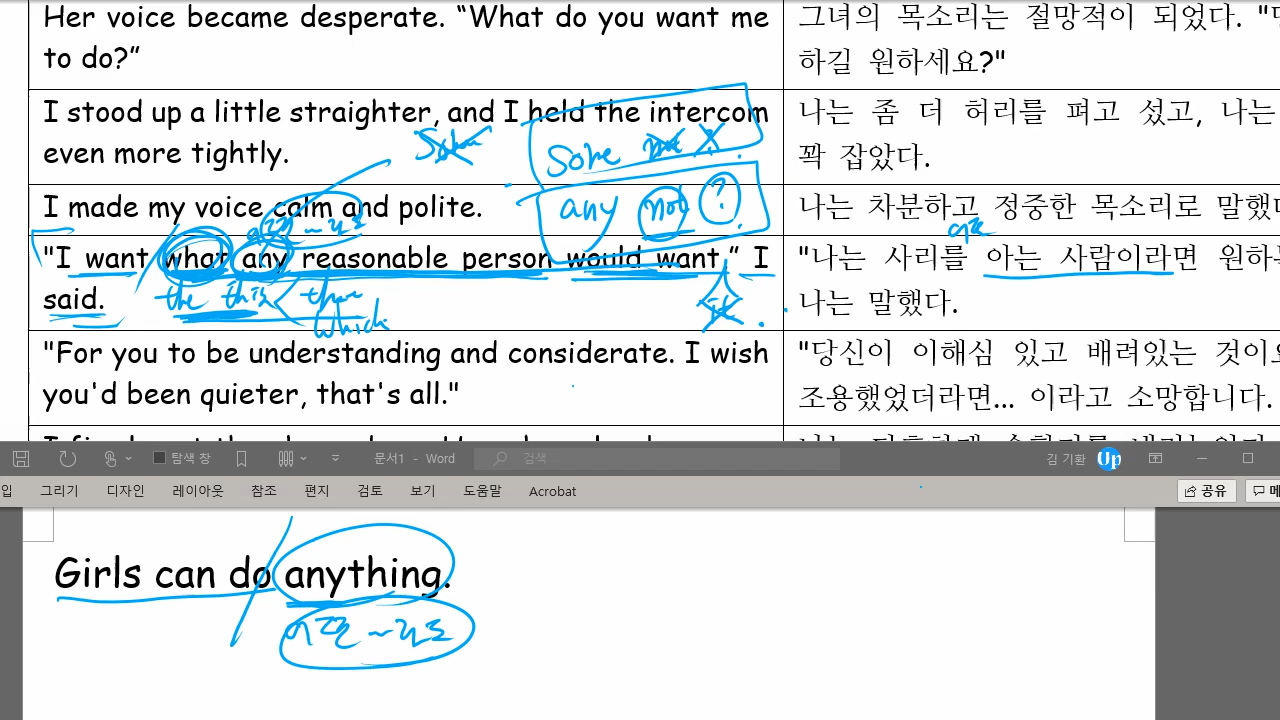 Her voice became desperate. “What do you want me
to do?”
그녀의 목소리는 절망적이 되었다.
하길 원하세요?"
I stood up a little straighter, and I held the intercom
even more tightly.
나는 좀 더 허리를 펴고 섰고, 나는
꽉 잡았다.
Some not X.
any not ?
I made my voice calm and polite.
나는 차분하고 정중한 목소리로 말했
어떤 ~라도
"I want what any reasonable person would want,” I
said.
the thing that
which
it
"나는 사리를 아는 사람이라면 원하
나는 말했다.
"For you to be understanding and considerate. I wish
you'd been quieter, that's all."
"당신이 이해심 있고 배려있는 것이
조용했었더라면... 이라고 소망합니다.
탐색 창
문서1 - Word
검색
김 기환
Up
입 그리기 디자인 레이아웃 참조 편지 검토 보기 도움말 Acrobat
공유
메
Girls can do anything.
어떤 ~라도